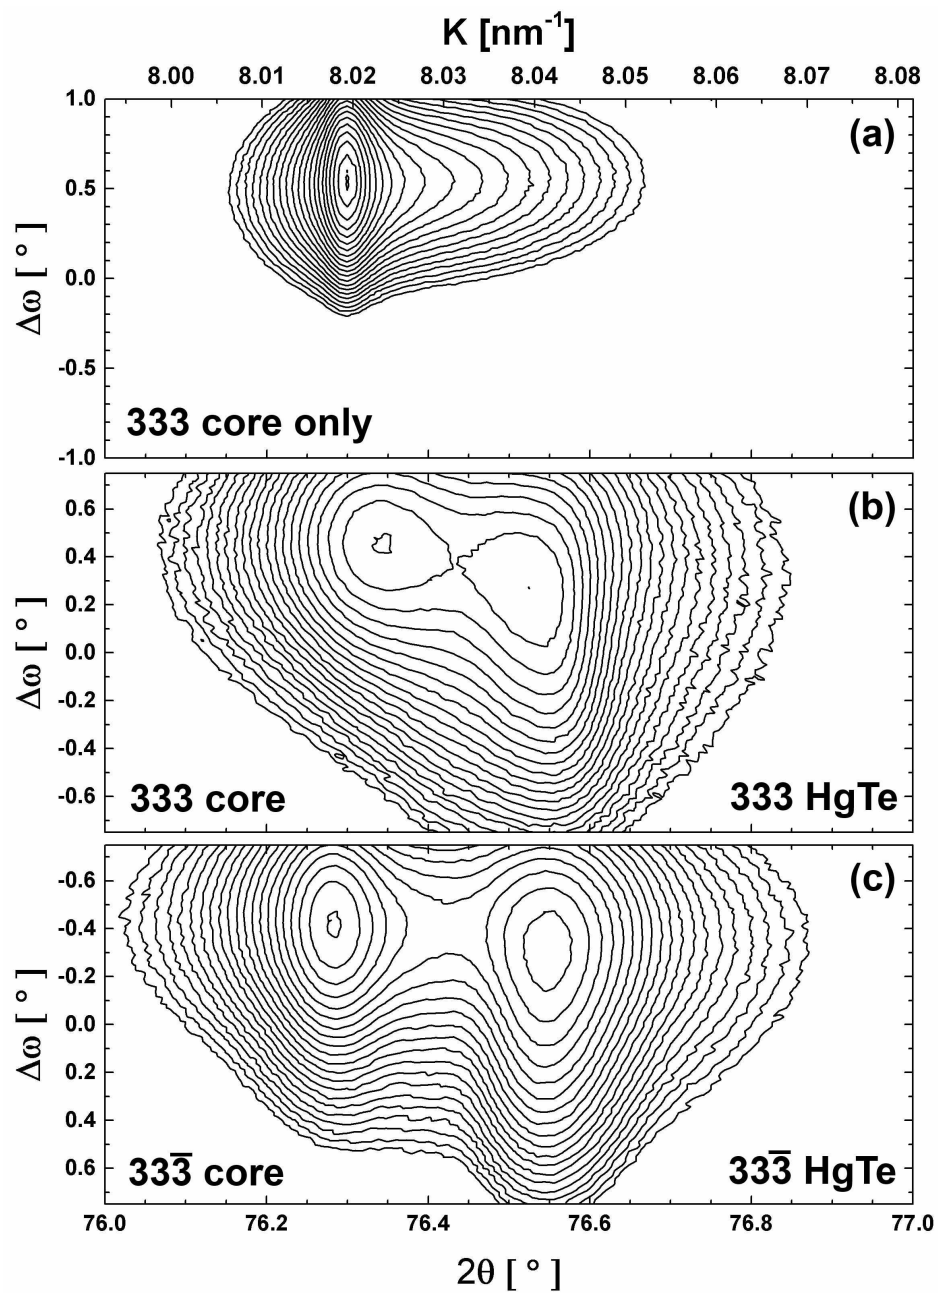 K [nm⁻¹]
8.00 8.01 8.02 8.03 8.04 8.05 8.06 8.07 8.08
1.0
(a)
0.5
Δω [ ° ]
0.0
-0.5
333 core only
-1.0
0.6
(b)
0.4
0.2
Δω [ ° ]
0.0
-0.2
-0.4
-0.6
333 core 333 HgTe
(c)
-0.6
-0.4
-0.2
Δω [ ° ]
0.0
0.2
0.4
0.6
333̅ core 333̅ HgTe
76.0 76.2 76.4 76.6 76.8 77.0
2θ [ ° ]